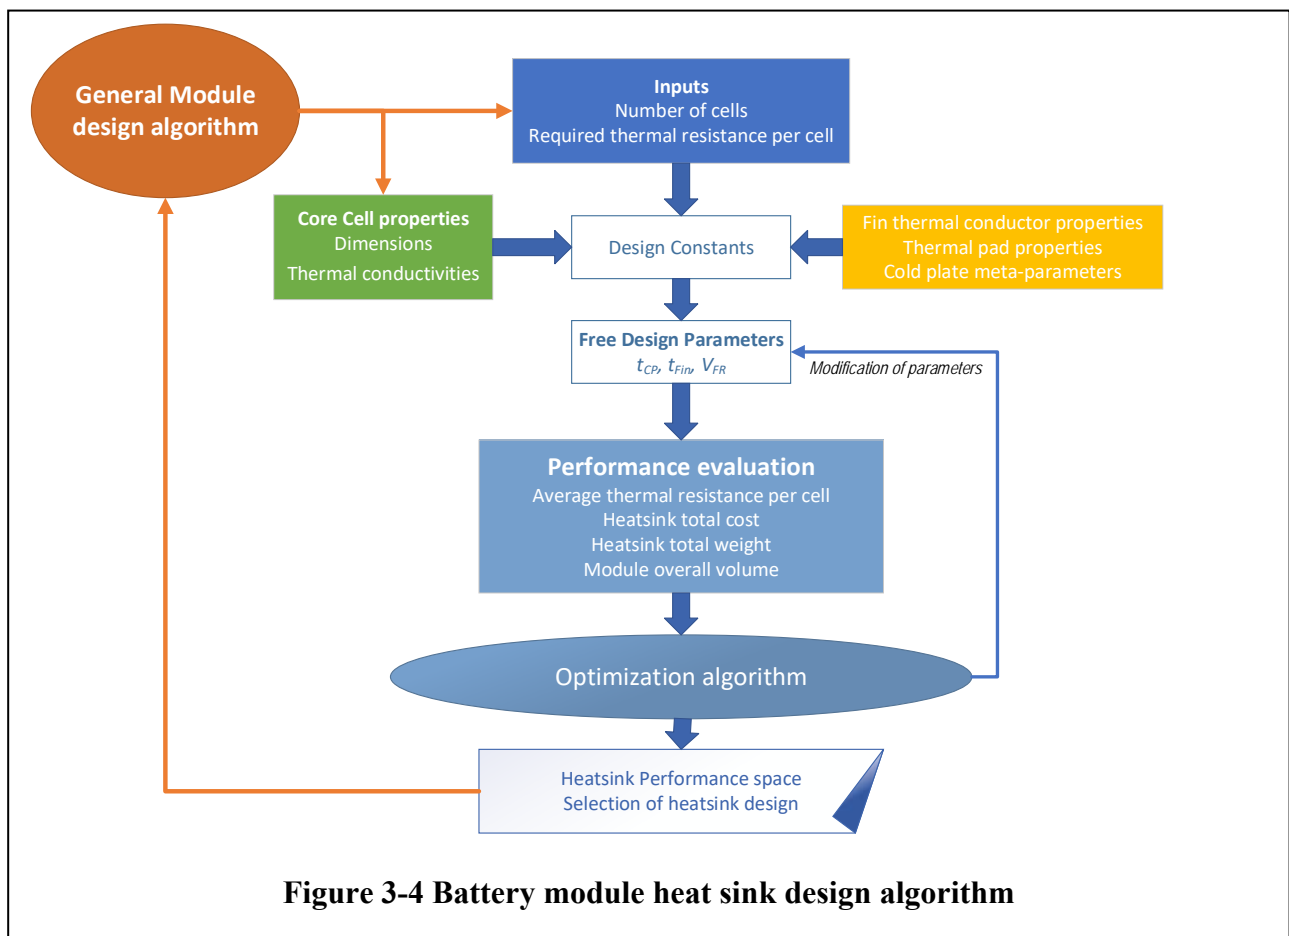 General Module
design algorithm
Inputs
Number of cells
Required thermal resistance per cell
Core Cell properties
Dimensions
Thermal conductivities
Design Constants
Fin thermal conductor properties
Thermal pad properties
Cold plate meta-parameters
Free Design Parameters
t_CP, t_Fin, V_FR
Modification of parameters
Performance evaluation
Average thermal resistance per cell
Heatsink total cost
Heatsink total weight
Module overall volume
Optimization algorithm
Heatsink Performance space
Selection of heatsink design
Figure 3-4 Battery module heat sink design algorithm